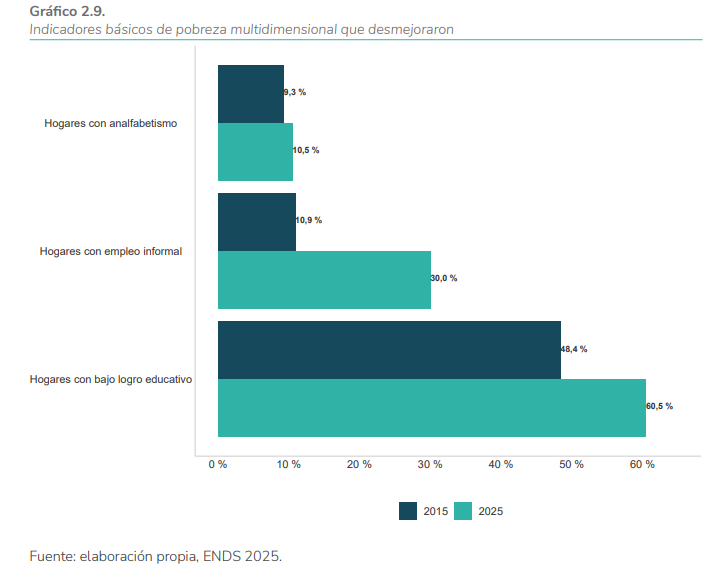 Gráfico 2.9.
Indicadores básicos de pobreza multidimensional que desmejoraron
Hogares con analfabetismo
9,3 %
10,5 %
Hogares con empleo informal
10,9 %
30,0 %
Hogares con bajo logro educativo
48,4 %
60,5 %
0 % 10 % 20 % 30 % 40 % 50 % 60 %
2015 2025
Fuente: elaboración propia, ENDS 2025.